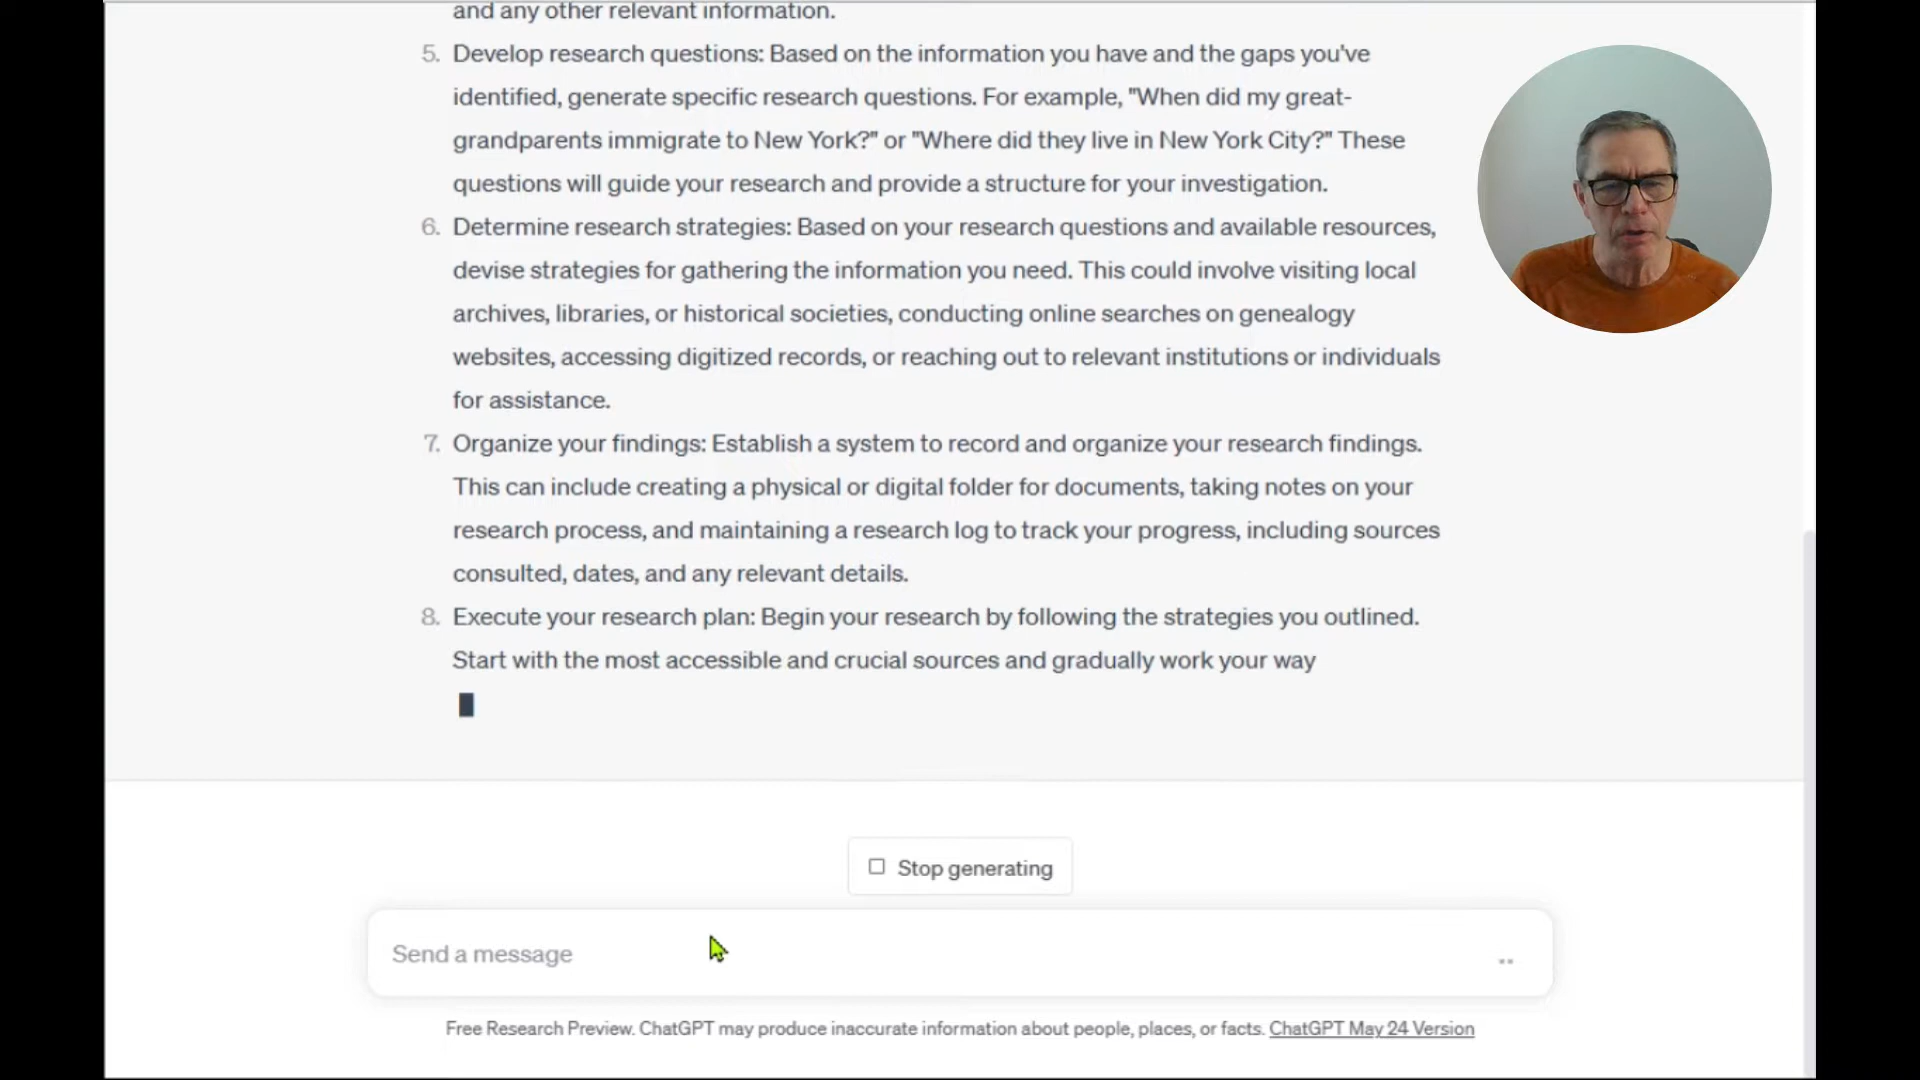 and any other relevant information.
5. Develop research questions: Based on the information you have and the gaps you've
identified, generate specific research questions. For example, "When did my great-
grandparents immigrate to New York?" or "Where did they live in New York City?" These
questions will guide your research and provide a structure for your investigation.
6. Determine research strategies: Based on your research questions and available resources,
devise strategies for gathering the information you need. This could involve visiting local
archives, libraries, or historical societies, conducting online searches on genealogy
websites, accessing digitized records, or reaching out to relevant institutions or individuals
for assistance.
7. Organize your findings: Establish a system to record and organize your research findings.
This can include creating a physical or digital folder for documents, taking notes on your
research process, and maintaining a research log to track your progress, including sources
consulted, dates, and any relevant details.
8. Execute your research plan: Begin your research by following the strategies you outlined.
Start with the most accessible and crucial sources and gradually work your way
Stop generating
Send a message
Free Research Preview. ChatGPT may produce inaccurate information about people, places, or facts. ChatGPT May 24 Version